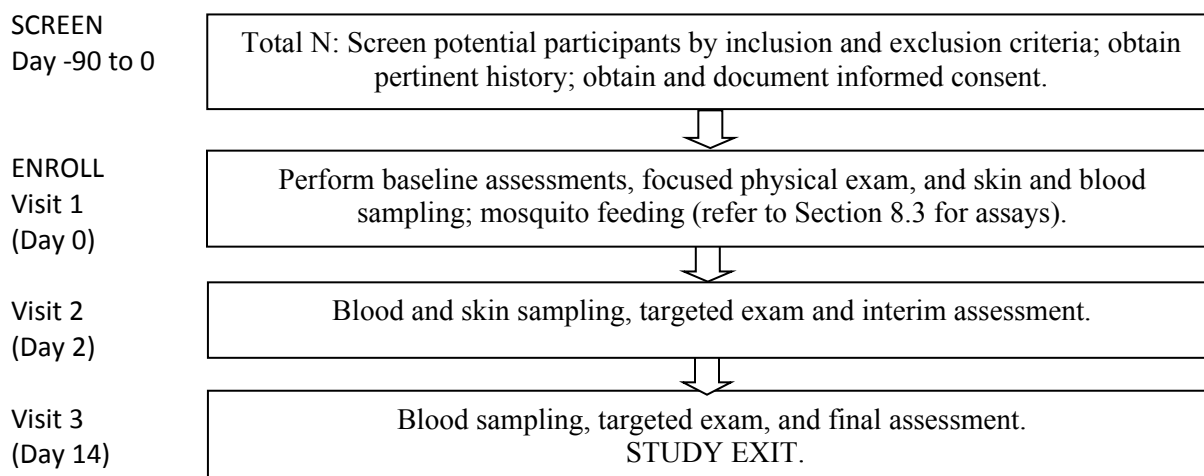 SCREEN
Day -90 to 0
Total N: Screen potential participants by inclusion and exclusion criteria; obtain
pertinent history; obtain and document informed consent.
ENROLL
Visit 1
(Day 0)
Perform baseline assessments, focused physical exam, and skin and blood
sampling; mosquito feeding (refer to Section 8.3 for assays).
Visit 2
(Day 2)
Blood and skin sampling, targeted exam and interim assessment.
Visit 3
(Day 14)
Blood sampling, targeted exam, and final assessment.
STUDY EXIT.